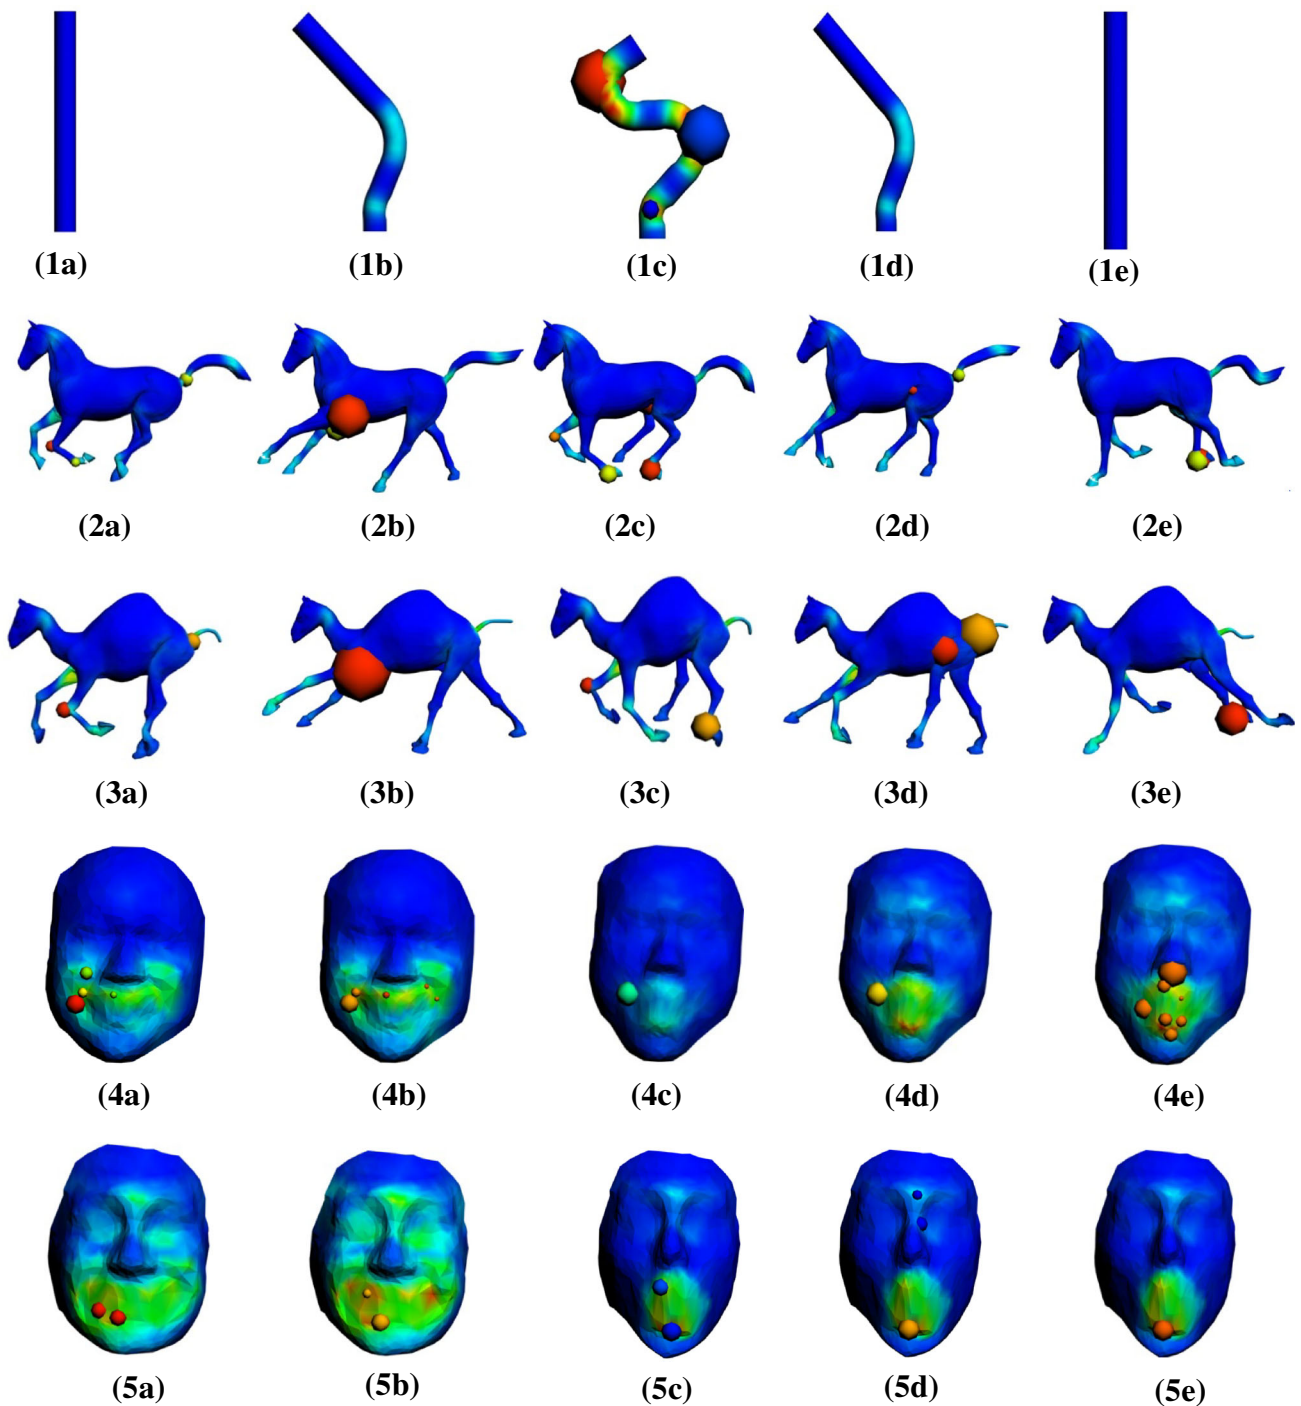 (1a) (1b) (1c) (1d) (1e)
(2a) (2b) (2c) (2d) (2e)
(3a) (3b) (3c) (3d) (3e)
(4a) (4b) (4c) (4d) (4e)
(5a) (5b) (5c) (5d) (5e)